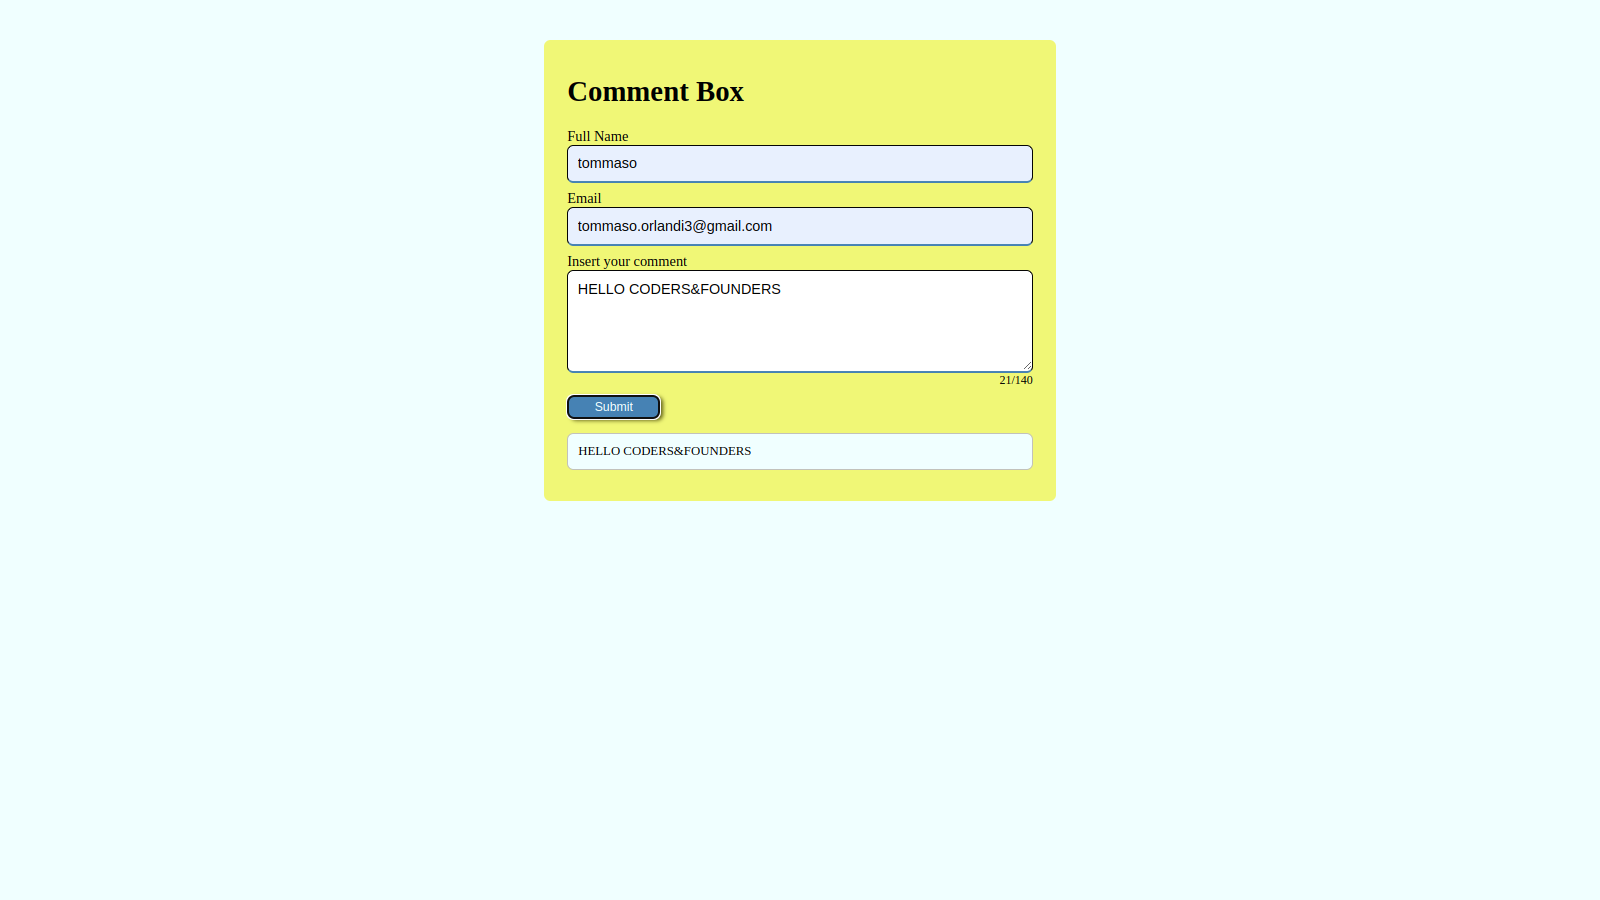 Comment Box
Full Name
tommaso
Email
tommaso.orlandi3@gmail.com
Insert your comment
HELLO CODERS&FOUNDERS
21/140
Submit
HELLO CODERS&FOUNDERS